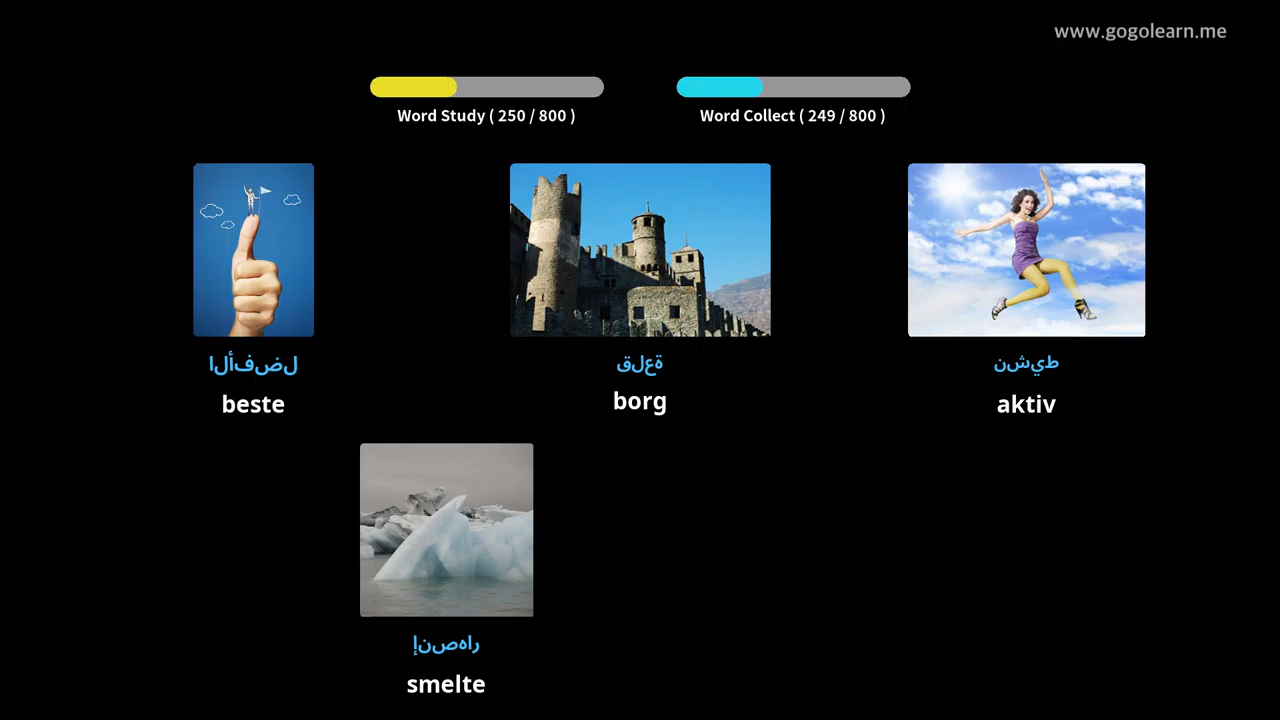 www.gogolearn.me
Word Study ( 250 / 800 )
Word Collect ( 249 / 800 )
الأفضل
قلعة
نشيط
beste
borg
aktiv
إنصهار
smelte